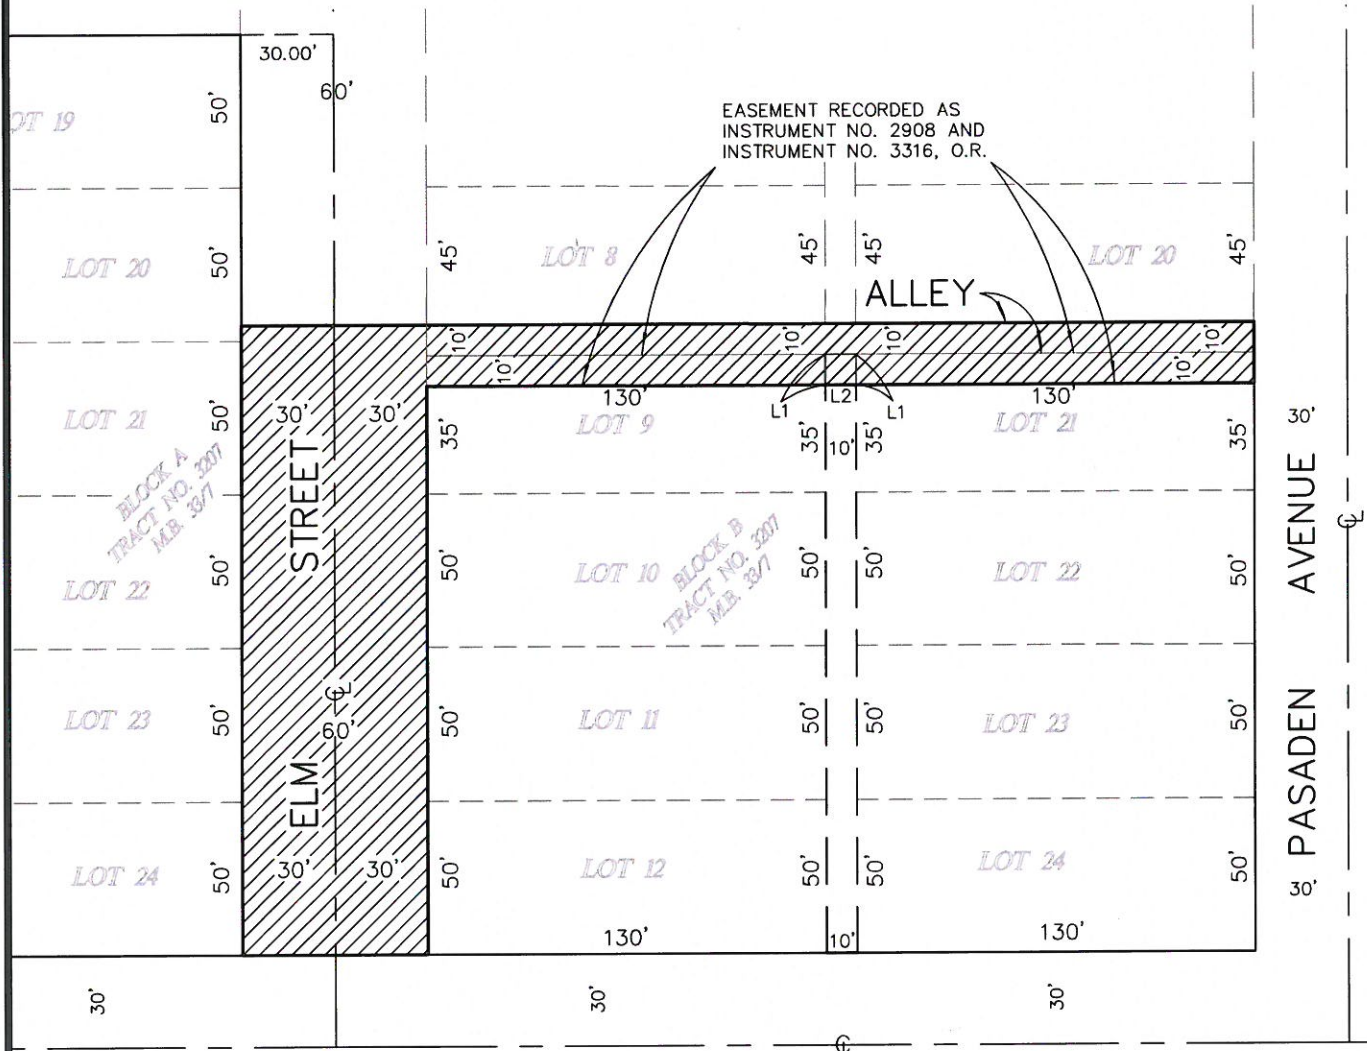 30.00'
60'
50'
OT 19
EASEMENT RECORDED AS
INSTRUMENT NO. 2908 AND
INSTRUMENT NO. 3316, O.R.
LOT 20
50'
45'
LOT 8
45'
45'
LOT 20
45'
ALLEY
10'
10'
10'
10'
10'
10'
130'
L1
L2
L1
130'
LOT 21
50'
30'
30'
35'
LOT 9
35'
10'
35'
LOT 21
35'
30'
BLOCK A
TRACT NO. 3207
M.B. 33/7
STREET
AVENUE
LOT 22
50'
50'
LOT 10
BLOCK B
TRACT NO. 3207
M.B. 33/7
50'
50'
LOT 22
50'
LOT 23
50'
60'
50'
LOT 11
50'
50'
LOT 23
50'
ELM
PASADEN
LOT 24
50'
30'
30'
50'
LOT 12
50'
50'
LOT 24
50'
30'
130'
10'
130'
30'
30'
30'